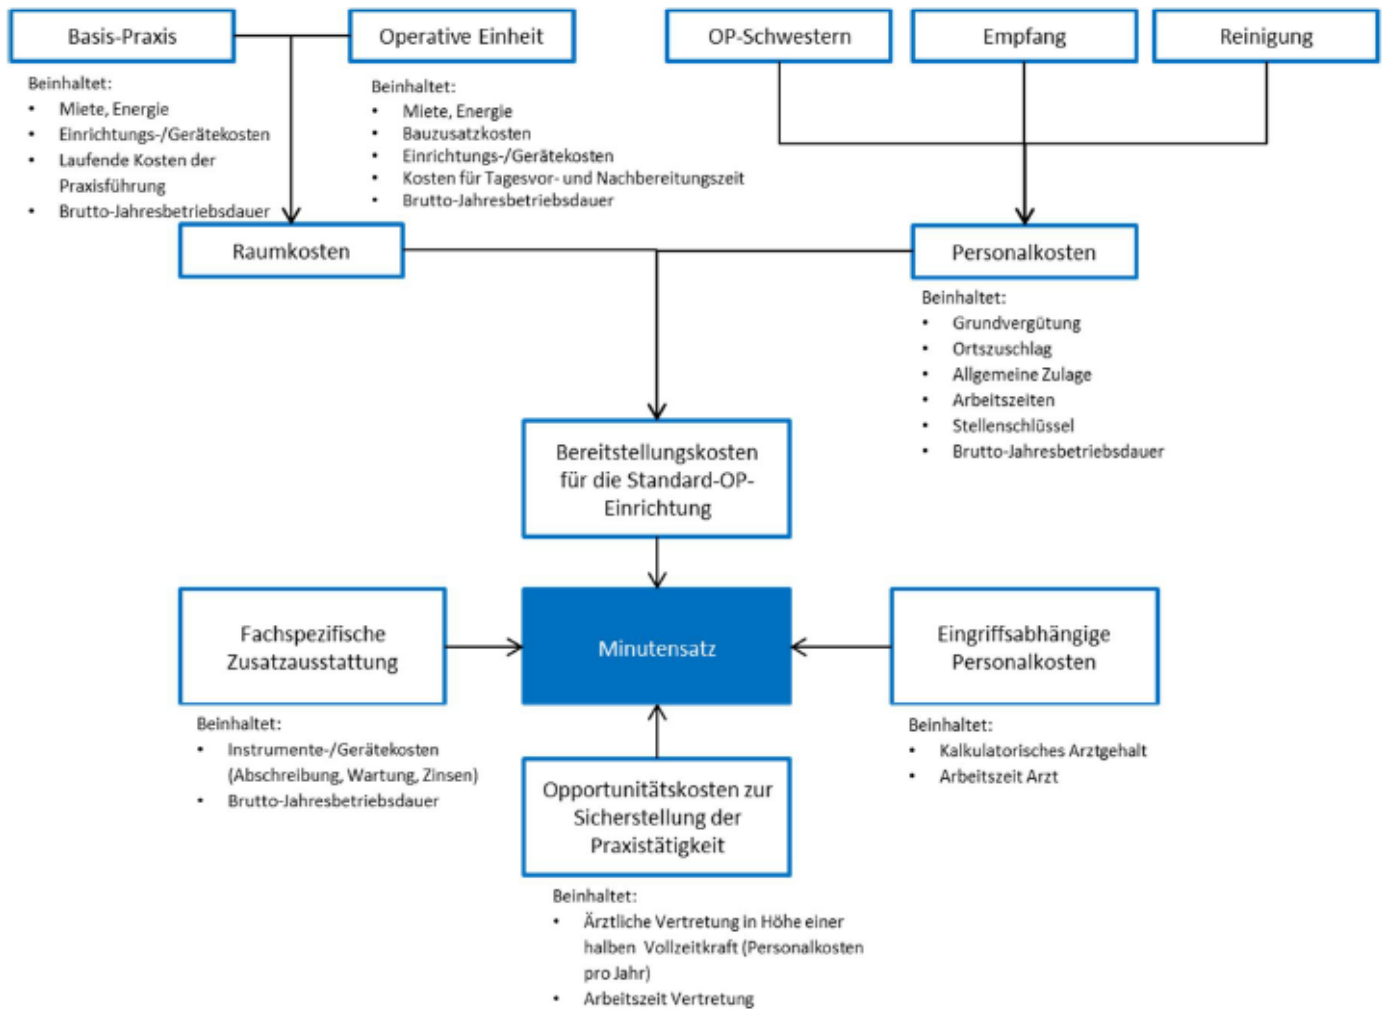 Basis-Praxis
Operative Einheit
OP-Schwestern
Empfang
Reinigung
Beinhaltet:
• Miete, Energie
• Einrichtungs-/Gerätekosten
• Laufende Kosten der
Praxisführung
• Brutto-Jahresbetriebsdauer
Beinhaltet:
• Miete, Energie
• Bauzusatzkosten
• Einrichtungs-/Gerätekosten
• Kosten für Tagesvor- und Nachbereitungszeit
• Brutto-Jahresbetriebsdauer
Raumkosten
Personalkosten
Beinhaltet:
• Grundvergütung
• Ortszuschlag
• Allgemeine Zulage
• Arbeitszeiten
• Stellenschlüssel
• Brutto-Jahresbetriebsdauer
Bereitstellungskosten
für die Standard-OP-
Einrichtung
Fachspezifische
Zusatzausstattung
Minutensatz
Eingriffsabhängige
Personalkosten
Beinhaltet:
• Instrumente-/Gerätekosten
(Abschreibung, Wartung, Zinsen)
• Brutto-Jahresbetriebsdauer
Beinhaltet:
• Kalkulatorisches Arztgehalt
• Arbeitszeit Arzt
Opportunitätskosten zur
Sicherstellung der
Praxistätigkeit
Beinhaltet:
• Ärztliche Vertretung in Höhe einer
halben Vollzeitkraft (Personalkosten
pro Jahr)
• Arbeitszeit Vertretung